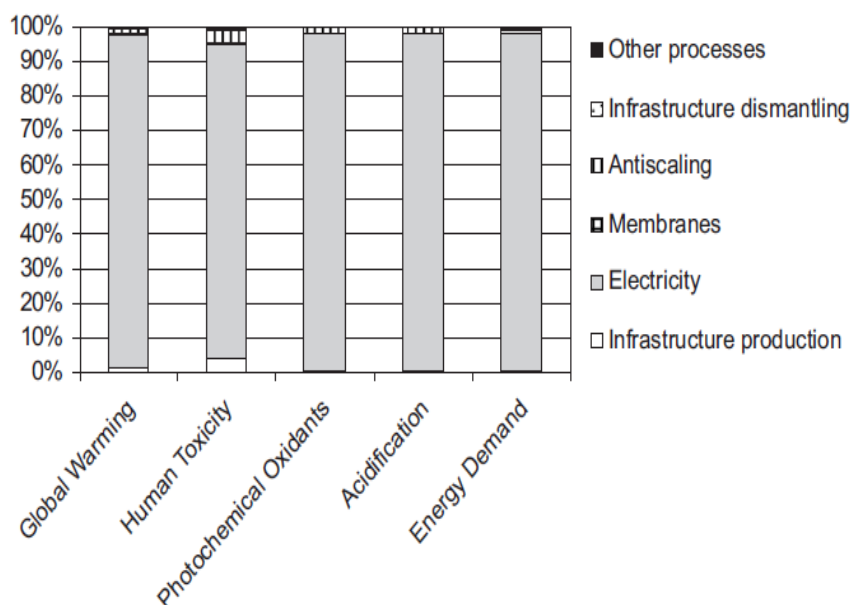 100%
90%
80%
70%
60%
50%
40%
30%
20%
10%
0%
Global Warming
Human Toxicity
Photochemical Oxidants
Acidification
Energy Demand
Other processes
Infrastructure dismantling
Antiscaling
Membranes
Electricity
Infrastructure production